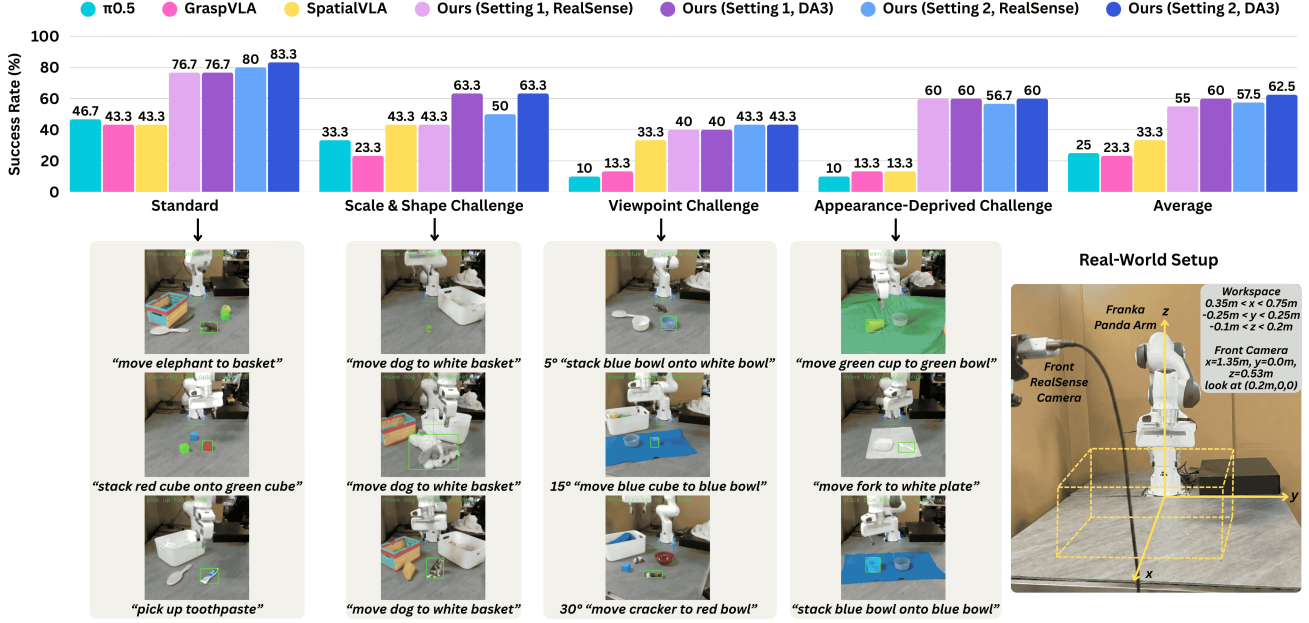 π0.5 GraspVLA SpatialVLA Ours (Setting 1, RealSense) Ours (Setting 1, DA3) Ours (Setting 2, RealSense) Ours (Setting 2, DA3)
Success Rate (%)
100
80
60
40
20
0
46.7 43.3 43.3 76.7 76.7 80 83.3
33.3 23.3 43.3 43.3 63.3 50 63.3
10 13.3 33.3 40 40 43.3 43.3
10 13.3 13.3 60 60 56.7 60
25 23.3 33.3 55 60 57.5 62.5
Standard Scale & Shape Challenge Viewpoint Challenge Appearance-Deprived Challenge Average
“move elephant to basket” “move dog to white basket” 5° “stack blue bowl onto white bowl” “move green cup to green bowl”
“stack red cube onto green cube” “move dog to white basket” 15° “move blue cube to blue bowl” “move fork to white plate”
“pick up toothpaste” “move dog to white basket” 30° “move cracker to red bowl” “stack blue bowl onto blue bowl”
Real-World Setup
Workspace
0.35m < x < 0.75m
-0.25m < y < 0.25m
-0.1m < z < 0.2m
Front Camera
x=1.35m, y=0.0m,
z=0.53m
look at (0.2m,0,0)
Franka
Panda Arm
z
Front
RealSense
Camera
y
x